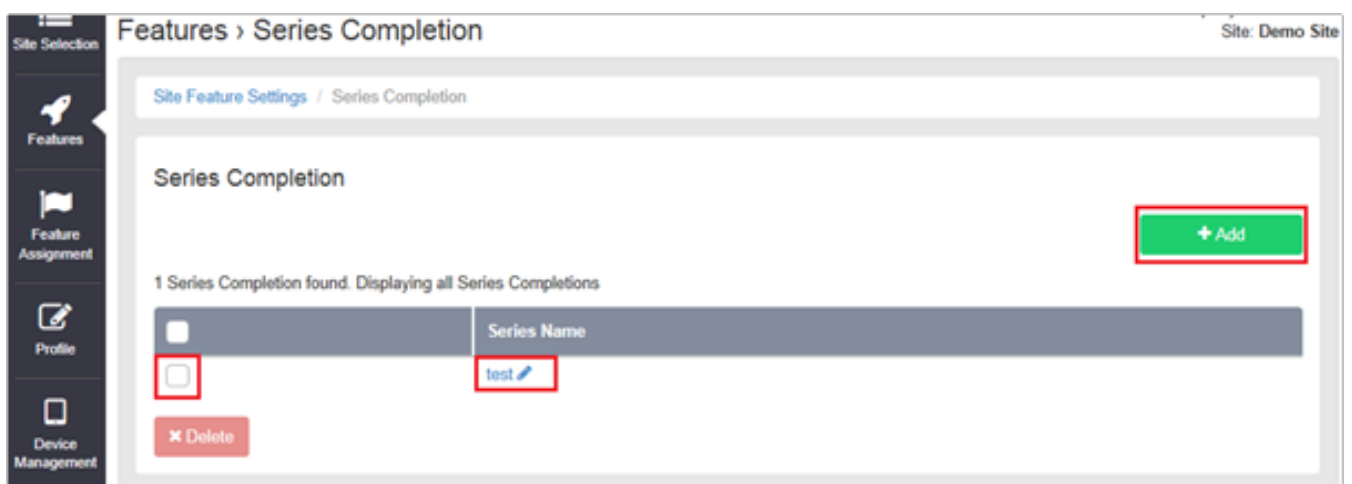 Site Selection
Features › Series Completion
Site: Demo Site
Site Feature Settings / Series Completion
Features
Series Completion
Feature
Assignment
+ Add
1 Series Completion found. Displaying all Series Completions
Series Name
Profile
test
Delete
Device
Management